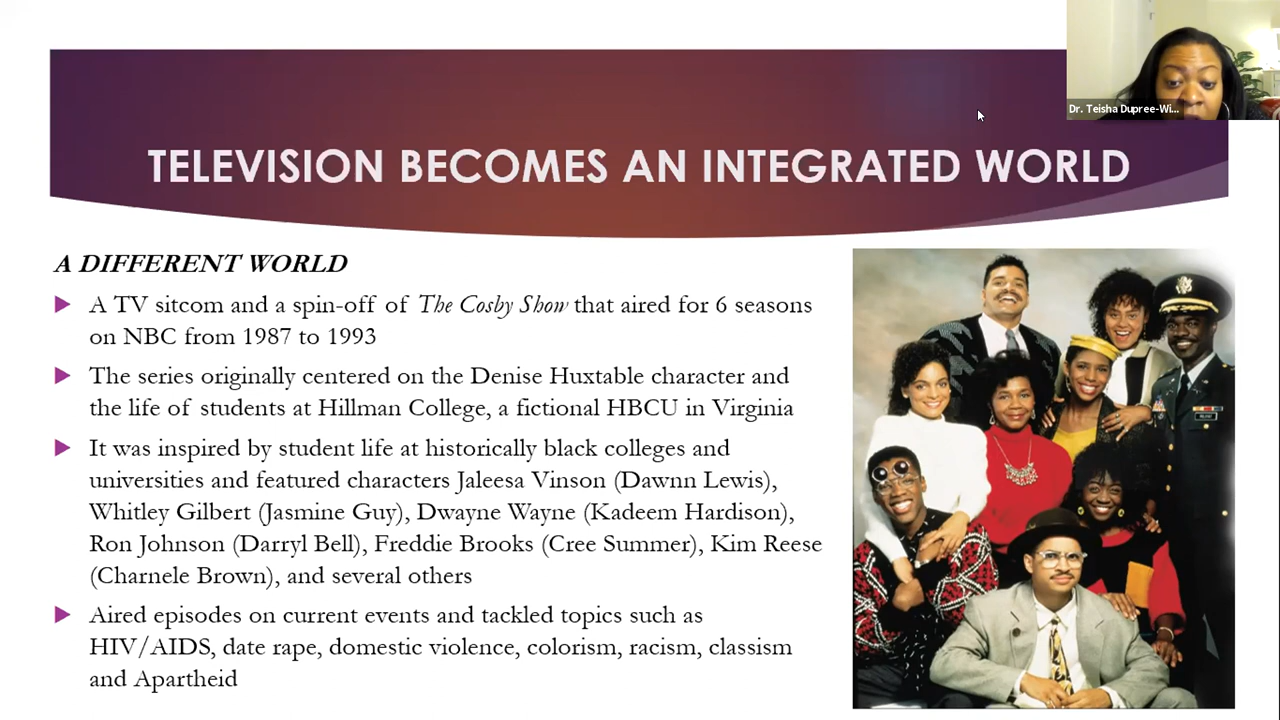 Dr. Teisha Dupree-Wi...
TELEVISION BECOMES AN INTEGRATED WORLD
A DIFFERENT WORLD
A TV sitcom and a spin-off of The Cosby Show that aired for 6 seasons
on NBC from 1987 to 1993
The series originally centered on the Denise Huxtable character and
the life of students at Hillman College, a fictional HBCU in Virginia
It was inspired by student life at historically black colleges and
universities and featured characters Jaleesa Vinson (Dawnn Lewis),
Whitley Gilbert (Jasmine Guy), Dwayne Wayne (Kadeem Hardison),
Ron Johnson (Darryl Bell), Freddie Brooks (Cree Summer), Kim Reese
(Charnele Brown), and several others
Aired episodes on current events and tackled topics such as
HIV/AIDS, date rape, domestic violence, colorism, racism, classism
and Apartheid